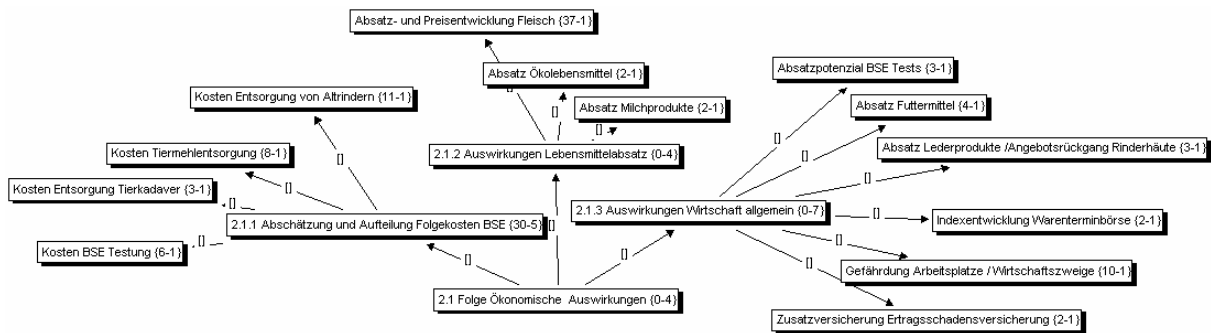 Absatz- und Preisentwicklung Fleisch {37-1}
Absatz Ökolebensmittel {2-1}
Absatzpotenzial BSE Tests {3-1}
Kosten Entsorgung von Altrindern {11-1}
[]
Absatz Milchprodukte {2-1}
[]
Absatz Futtermittel {4-1}
[]
[]
[]
Kosten Tiermehlentsorgung {8-1}
[]
2.1.2 Auswirkungen Lebensmittelabsatz {0-4}
[]
Absatz Lederprodukte /Angebotsrückgang Rinderhäute {3-1}
Kosten Entsorgung Tierkadaver {3-1}
[]
[]
[]
2.1.1 Abschätzung und Aufteilung Folgekosten BSE {30-5}
[]
2.1.3 Auswirkungen Wirtschaft allgemein {0-7}
[]
Indexentwicklung Warenterminbörse {2-1}
Kosten BSE Testung {6-1}
[]
[]
[]
[]
[]
Gefährdung Arbeitsplatze / Wirtschaftszweige {10-1}
2.1 Folge Ökonomische Auswirkungen {0-4}
Zusatzversicherung Ertragsschadensversicherung {2-1}